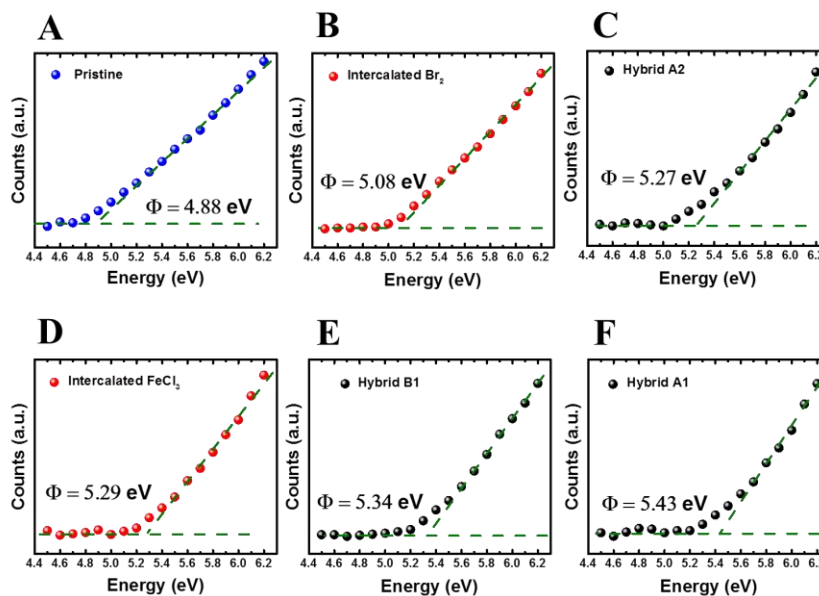 A
Pristine
Counts (a.u.)
Φ = 4.88 eV
4.4 4.6 4.8 5.0 5.2 5.4 5.6 5.8 6.0 6.2
Energy (eV)
B
Intercalated Br₂
Counts (a.u.)
Φ = 5.08 eV
4.4 4.6 4.8 5.0 5.2 5.4 5.6 5.8 6.0 6.2
Energy (eV)
C
Hybrid A2
Counts (a.u.)
Φ = 5.27 eV
4.4 4.6 4.8 5.0 5.2 5.4 5.6 5.8 6.0 6.2
Energy (eV)
D
Intercalated FeCl₃
Counts (a.u.)
Φ = 5.29 eV
4.4 4.6 4.8 5.0 5.2 5.4 5.6 5.8 6.0 6.2
Energy (eV)
E
Hybrid B1
Counts (a.u.)
Φ = 5.34 eV
4.4 4.6 4.8 5.0 5.2 5.4 5.6 5.8 6.0 6.2
Energy (eV)
F
Hybrid A1
Counts (a.u.)
Φ = 5.43 eV
4.4 4.6 4.8 5.0 5.2 5.4 5.6 5.8 6.0 6.2
Energy (eV)